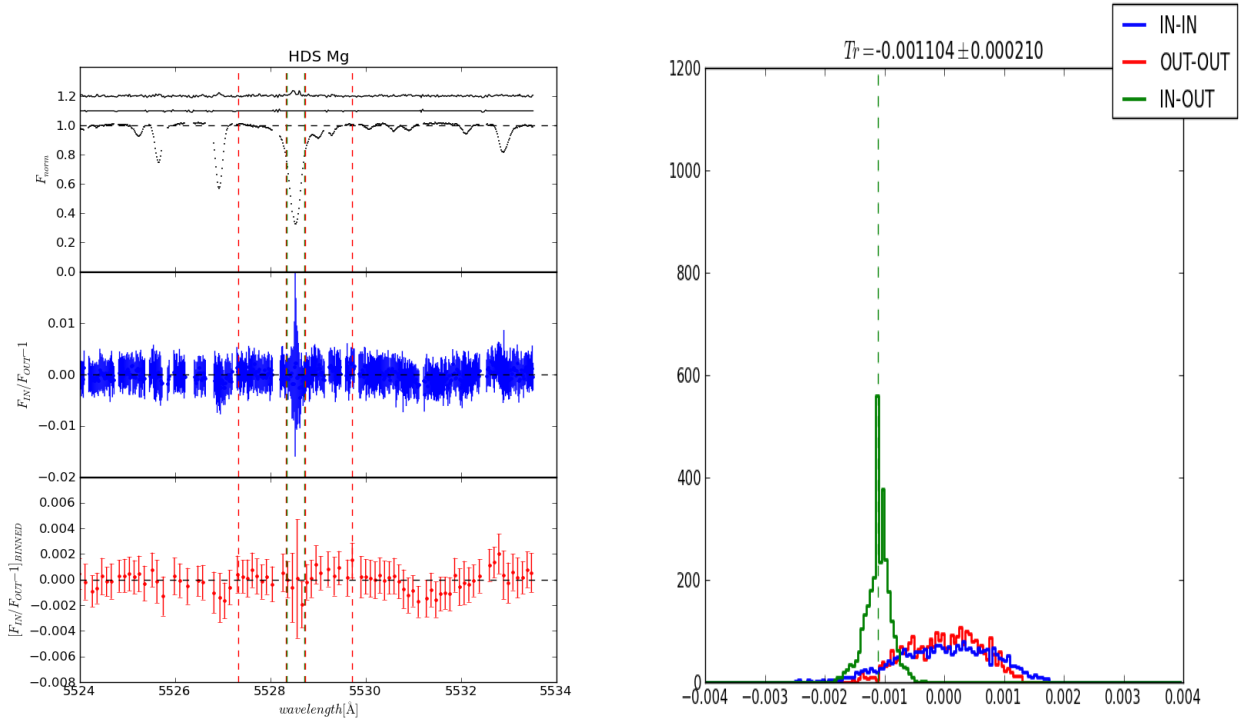 HDS Mg
F_norm
1.2
1.0
0.8
0.6
0.4
0.2
0.0
F_IN/F_OUT−1
0.01
0.00
−0.01
−0.02
[F_IN/F_OUT−1]_BINNED
0.006
0.004
0.002
0.000
−0.002
−0.004
−0.006
−0.008
5524 5526 5528 5530 5532 5534
wavelength[Å]
Tr=-0.001104±0.000210
IN-IN
OUT-OUT
IN-OUT
1200
1000
800
600
400
200
0
−0.004 −0.003 −0.002 −0.001 0.000 0.001 0.002 0.003 0.004